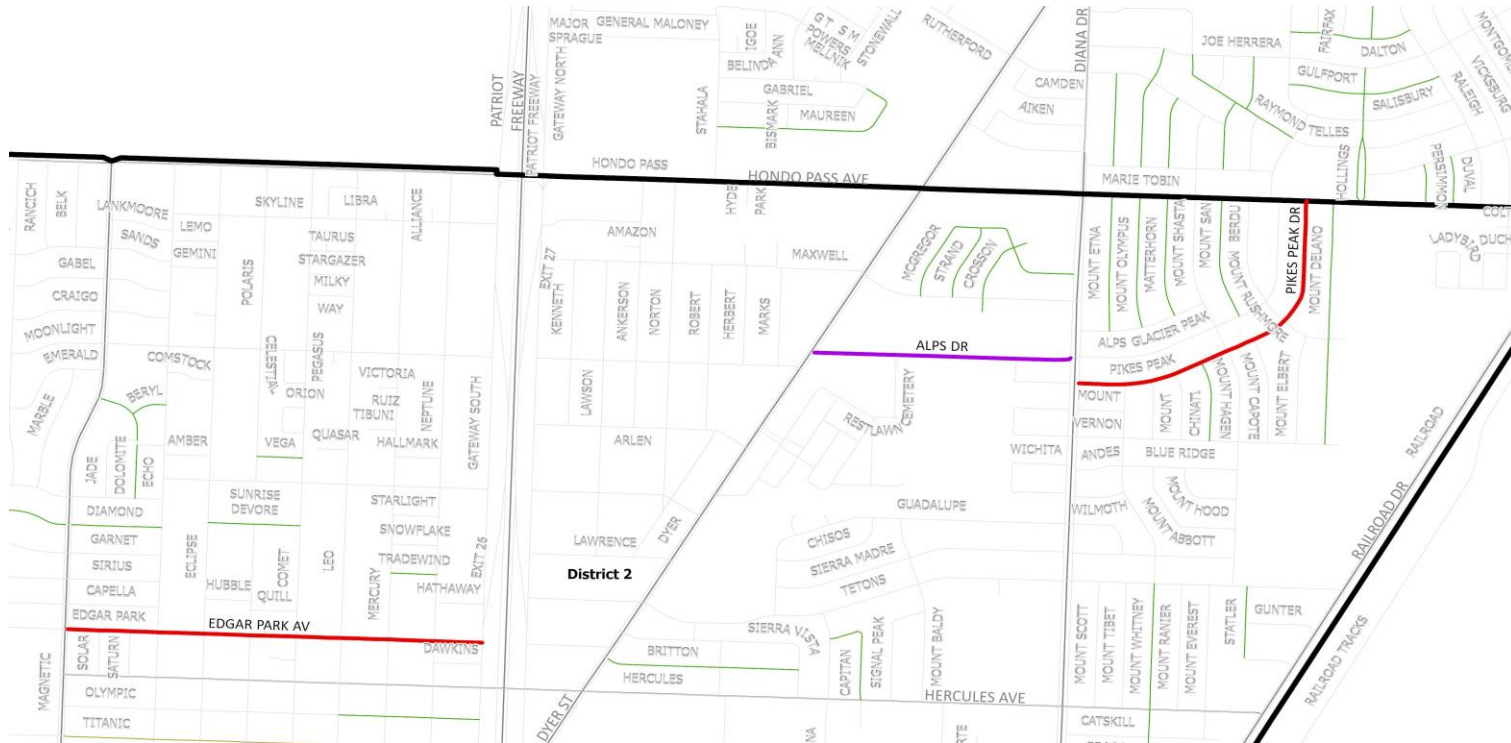 MAJOR
SPRAGUE
GENERAL MALONEY
IGOE
BELINDA ANN
G T S M
POWERS
MELLNIK
STONEWALL
RUTHERFORD
DIANA DR
JOE HERRERA
FAIRFAX
DALTON
MONTGOME
VICKSBURG
RALEIGH
GULFPORT
SALISBURY
RAYMOND TELLES
CAMDEN
AIKEN
PATRIOT
FREEWAY
PATRIOT FREEWAY
GATEWAY NORTH
STAHALA
GABRIEL
BISMARK
MAUREEN
HONDO PASS
HONDO PASS AVE
MARIE TOBIN
HOLLINGS
PERSIMMON
DUVAL
COLT
RANCICH
BELK
LANKMOORE
SANDS
LEMO
GEMINI
SKYLINE
LIBRA
ALLIANCE
TAURUS
STARGAZER
MILKY
WAY
POLARIS
GABEL
CRAIGO
MOONLIGHT
EMERALD
HYDE
PARK
AMAZON
MAXWELL
EXIT 27
KENNETH
ANKERSON
NORTON
ROBERT
HERBERT
MARKS
MCGREGOR
STRAND
CROSSON
MOUNT ETNA
MOUNT OLYMPUS
MATTERHORN
MOUNT SHASTA
MOUNT SAN
BERDU
MOUNT RUSHMORE
PIKES PEAK DR
MOUNT DELANO
LADYBIRD
DUCH
ALPS GLACIER PEAK
ALPS DR
PIKES PEAK
COMSTOCK
CELESTIAL
PEGASUS
VICTORIA
ORION
RUIZ
TIBUNI
NEPTUNE
BERYL
MARBLE
AMBER
VEGA
QUASAR
HALLMARK
GATEWAY SOUTH
LAWSON
ARLEN
RESTLAWN
CEMETERY
WICHITA
MOUNT
VERNON
MOUNT
CHINATI
MOUNT HAGEN
MOUNT CAPOTE
MOUNT ELBERT
ANDES
BLUE RIDGE
JADE
DOLOMITE
ECHO
DIAMOND
SUNRISE
DEVORE
STARLIGHT
SNOWFLAKE
TRADEWIND
GARNET
SIRIUS
CAPELLA
EDGAR PARK
ECLIPSE
HUBBLE
COMET
QUILL
LEO
MERCURY
HATHAWAY
EXIT 26
LAWRENCE
DYER
GUADALUPE
WILMOTH
MOUNT HOOD
MOUNT ABBOTT
CHISOS
SIERRA MADRE
TETONS
District 2
RAILROAD
RAILROAD DR
RAILROAD TRACKS
EDGAR PARK AV
DAWKINS
SOLAR
SATURN
MAGNETIC
OLYMPIC
TITANIC
SIERRA VISTA
BRITTON
HERCULES
CAPITAN
SIGNAL PEAK
MOUNT BALDY
HERCULES AVE
DYER ST
MOUNT SCOTT
MOUNT TIBET
MOUNT WHITNEY
MOUNT RANIER
MOUNT EVEREST
STATLER
GUNTER
CATSKILL